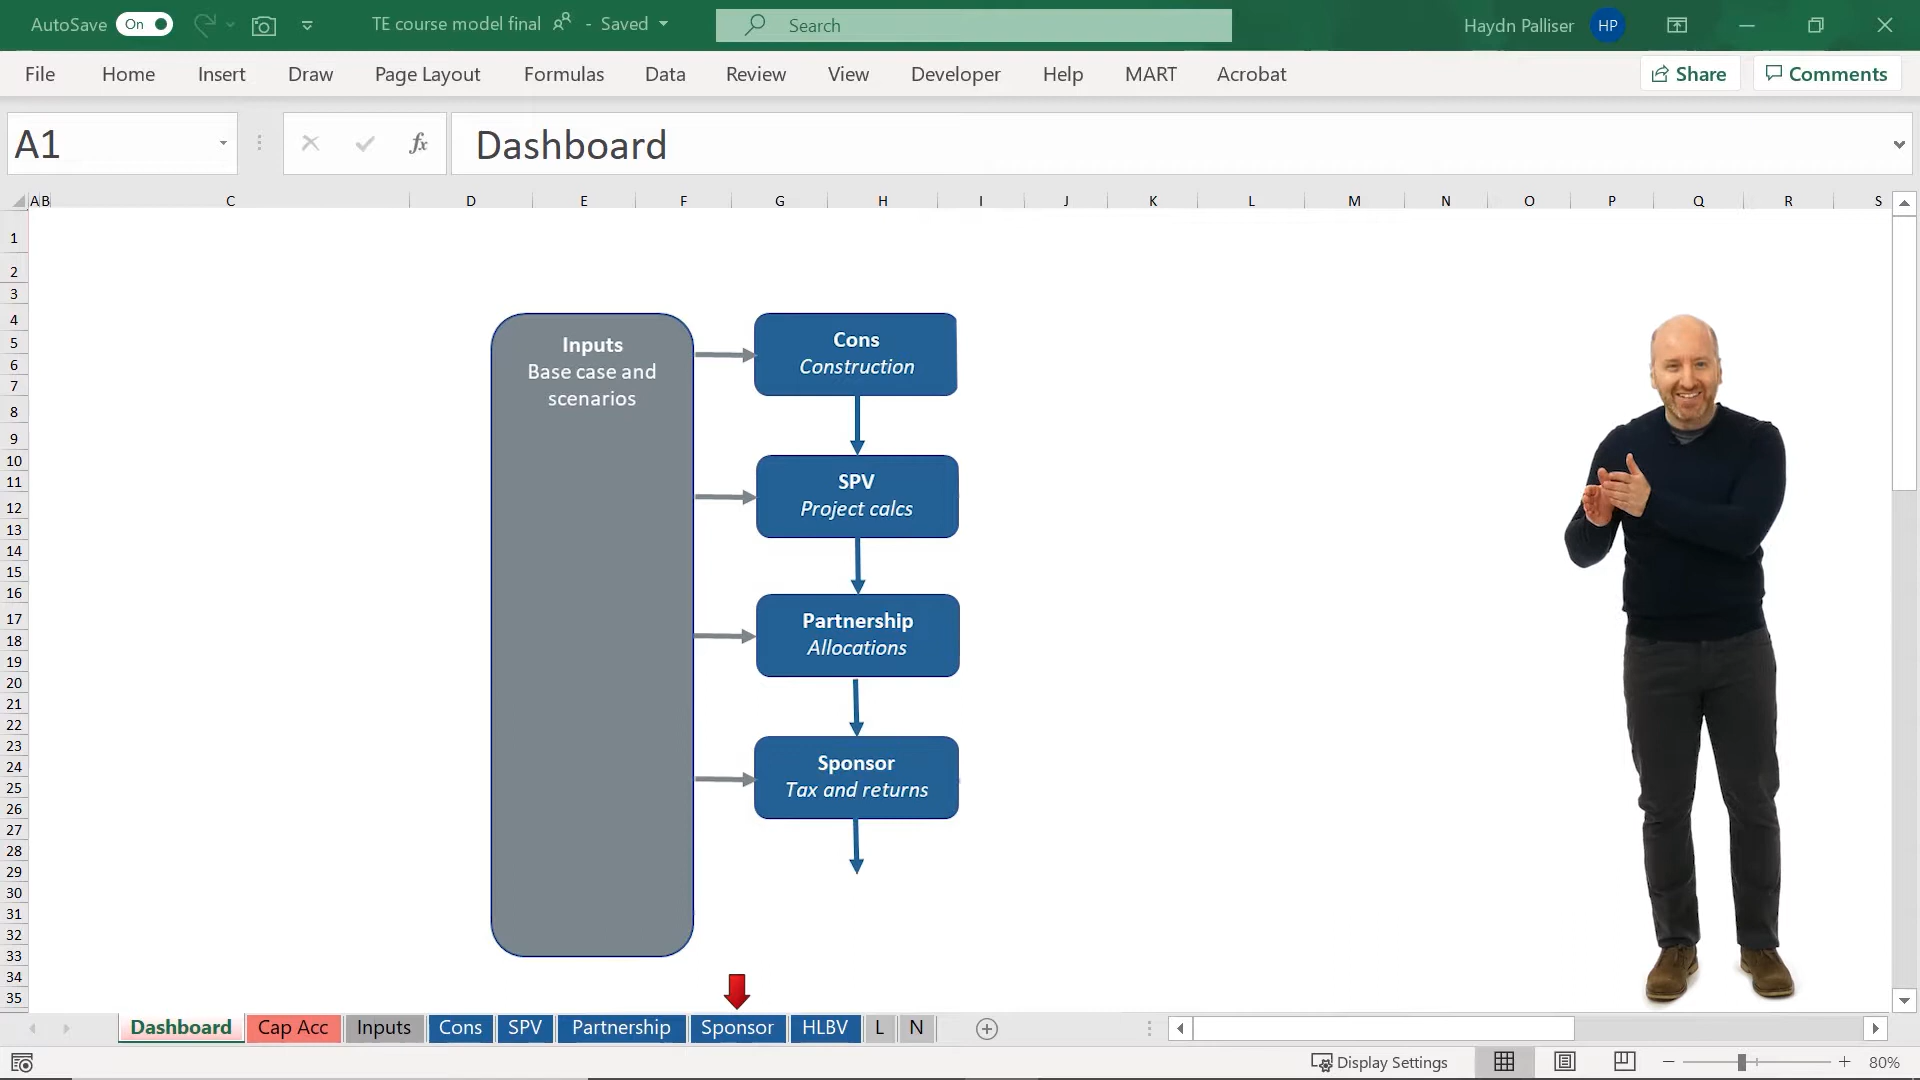 AutoSave On TE course model final - Saved Search Haydn Palliser HP
File Home Insert Draw Page Layout Formulas Data Review View Developer Help MART Acrobat Share Comments
A1 fx Dashboard
A B C D E F G H I J K L M N O P Q R S
1
2
3
4
5
6
7
8
9
10
11
12
13
14
15
16
17
18
19
20
21
22
23
24
25
26
27
28
29
30
31
32
33
34
35
Inputs
Base case and
scenarios
Cons
Construction
SPV
Project calcs
Partnership
Allocations
Sponsor
Tax and returns
Dashboard Cap Acc Inputs Cons SPV Partnership Sponsor HLBV L N
Display Settings 80%